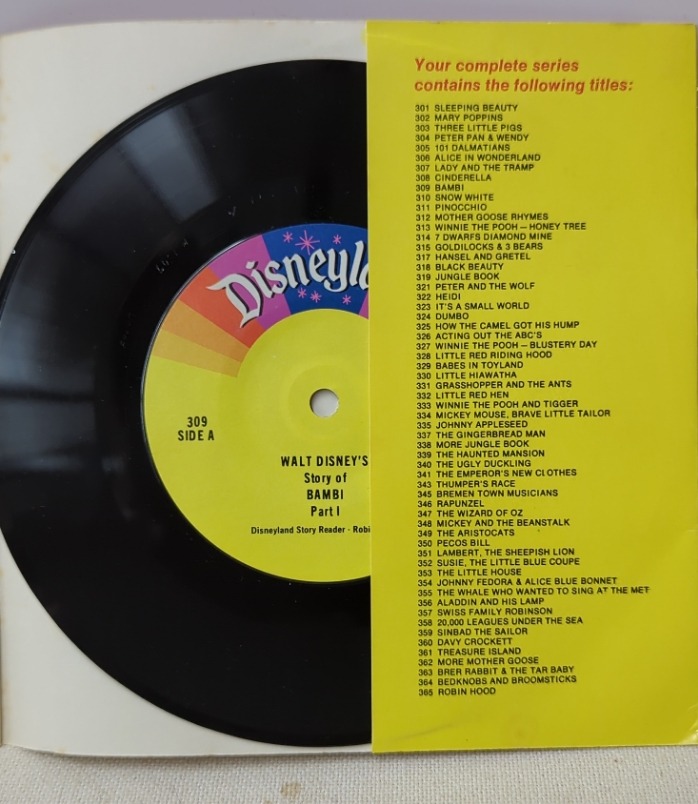 Disneyl
309
SIDE A
WALT DISNEY'S
Story of
BAMBI
Part I
Disneyland Story Reader - Robi
Your complete series
contains the following titles:
301 SLEEPING BEAUTY
302 MARY POPPINS
303 THREE LITTLE PIGS
304 PETER PAN & WENDY
305 101 DALMATIANS
306 ALICE IN WONDERLAND
307 LADY AND THE TRAMP
308 CINDERELLA
309 BAMBI
310 SNOW WHITE
311 PINOCCHIO
312 MOTHER GOOSE RHYMES
313 WINNIE THE POOH – HONEY TREE
314 7 DWARFS DIAMOND MINE
315 GOLDILOCKS & 3 BEARS
317 HANSEL AND GRETEL
318 BLACK BEAUTY
319 JUNGLE BOOK
321 PETER AND THE WOLF
322 HEIDI
323 IT'S A SMALL WORLD
324 DUMBO
325 HOW THE CAMEL GOT HIS HUMP
326 ACTING OUT THE ABC'S
327 WINNIE THE POOH – BLUSTERY DAY
328 LITTLE RED RIDING HOOD
329 BABES IN TOYLAND
330 LITTLE HIAWATHA
331 GRASSHOPPER AND THE ANTS
332 LITTLE RED HEN
333 WINNIE THE POOH AND TIGGER
334 MICKEY MOUSE, BRAVE LITTLE TAILOR
335 JOHNNY APPLESEED
337 THE GINGERBREAD MAN
338 MORE JUNGLE BOOK
339 THE HAUNTED MANSION
340 THE UGLY DUCKLING
341 THE EMPEROR'S NEW CLOTHES
343 THUMPER'S RACE
345 BREMEN TOWN MUSICIANS
346 RAPUNZEL
347 THE WIZARD OF OZ
348 MICKEY AND THE BEANSTALK
349 THE ARISTOCATS
350 PECOS BILL
351 LAMBERT, THE SHEEPISH LION
352 SUSIE, THE LITTLE BLUE COUPE
353 THE LITTLE HOUSE
354 JOHNNY FEDORA & ALICE BLUE BONNET
355 THE WHALE WHO WANTED TO SING AT THE MET
356 ALADDIN AND HIS LAMP
357 SWISS FAMILY ROBINSON
358 20,000 LEAGUES UNDER THE SEA
359 SINBAD THE SAILOR
360 DAVY CROCKETT
361 TREASURE ISLAND
362 MORE MOTHER GOOSE
363 BRER RABBIT & THE TAR BABY
364 BEDKNOBS AND BROOMSTICKS
365 ROBIN HOOD